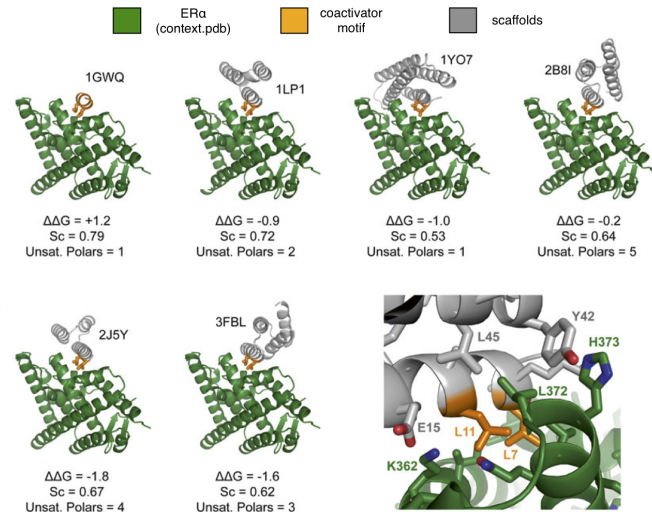 ERα
(context.pdb)
coactivator
motif
scaffolds
1GWQ
ΔΔG = +1.2
Sc = 0.79
Unsat. Polars = 1
1LP1
ΔΔG = -0.9
Sc = 0.72
Unsat. Polars = 2
1YO7
ΔΔG = -1.0
Sc = 0.53
Unsat. Polars = 1
2B8I
ΔΔG = -0.2
Sc = 0.64
Unsat. Polars = 5
2J5Y
ΔΔG = -1.8
Sc = 0.67
Unsat. Polars = 4
3FBL
ΔΔG = -1.6
Sc = 0.62
Unsat. Polars = 3
Y42
L45
H373
L372
E15
L11
L7
K362